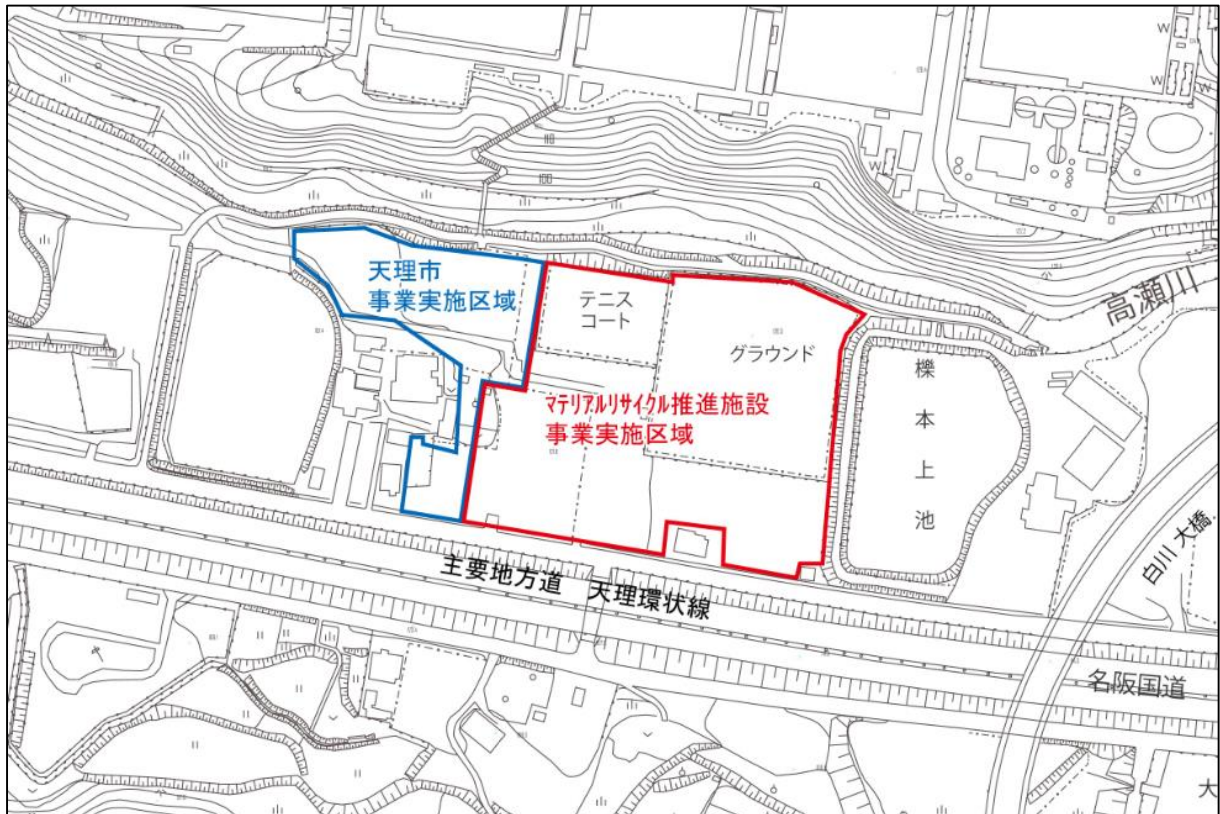 天理市
事業実施区域
テニス
コート
グラウンド
マテリアルリサイクル推進施設
事業実施区域
高瀬川
櫟本上池
白川大橋
主要地方道 天理環状線
名阪国道
大
W
W
W
W
W
110
100